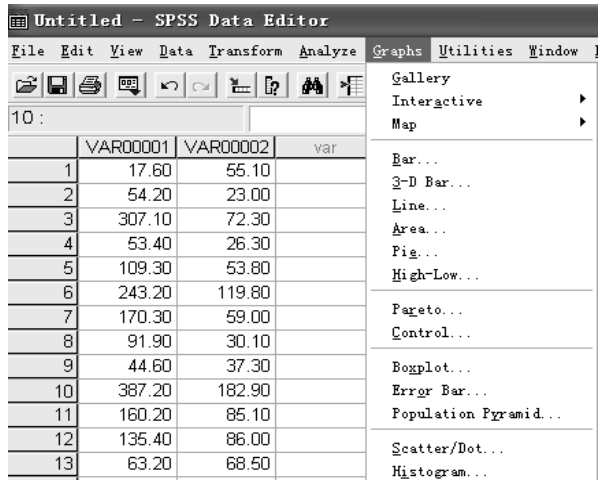 Untitled - SPSS Data Editor
File Edit View Data Transform Analyze Graphs Utilities Window
10 :
VAR00001 VAR00002 var
1 17.60 55.10
2 54.20 23.00
3 307.10 72.30
4 53.40 26.30
5 109.30 53.80
6 243.20 119.80
7 170.30 59.00
8 91.90 30.10
9 44.60 37.30
10 387.20 182.90
11 160.20 85.10
12 135.40 86.00
13 63.20 68.50
Gallery
Interactive
Map
Bar...
3-D Bar...
Line...
Area...
Pie...
High-Low...
Pareto...
Control...
Boxplot...
Error Bar...
Population Pyramid...
Scatter/Dot...
Histogram...